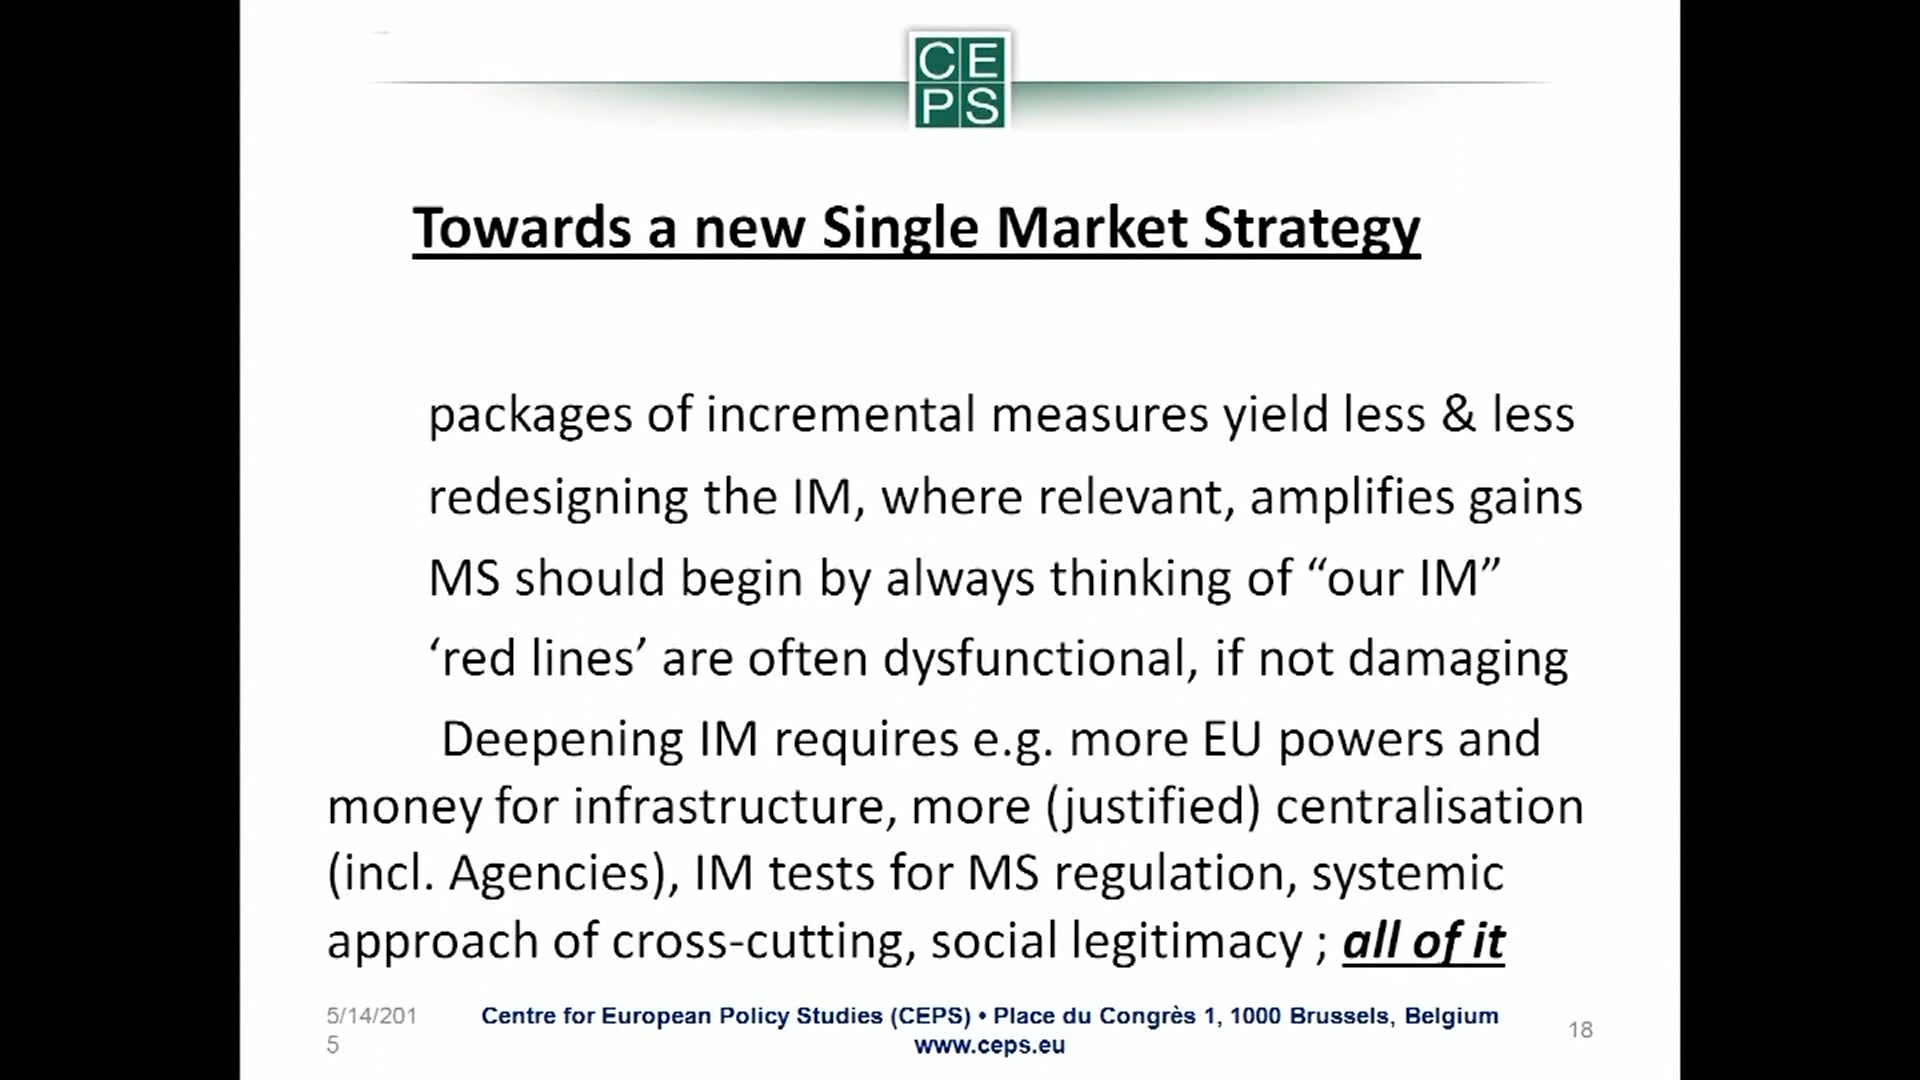 CE
PS
Towards a new Single Market Strategy
packages of incremental measures yield less & less
redesigning the IM, where relevant, amplifies gains
MS should begin by always thinking of “our IM”
‘red lines’ are often dysfunctional, if not damaging
Deepening IM requires e.g. more EU powers and
money for infrastructure, more (justified) centralisation
(incl. Agencies), IM tests for MS regulation, systemic
approach of cross-cutting, social legitimacy ; all of it
5/14/201
5
Centre for European Policy Studies (CEPS) • Place du Congrès 1, 1000 Brussels, Belgium
www.ceps.eu
18